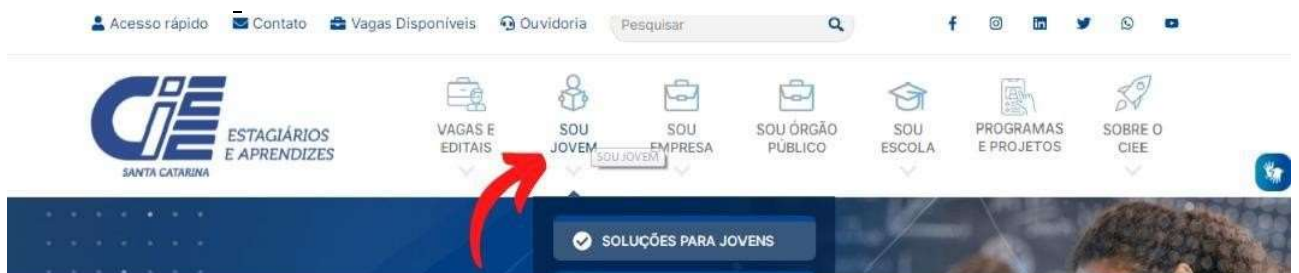 Acesso rápido Contato Vagas Disponíveis Ouvidoria Pesquisar
CIEE
ESTAGIÁRIOS
E APRENDIZES
SANTA CATARINA
VAGAS E
EDITAIS
SOU
JOVEM
SOU
EMPRESA
SOU ÓRGÃO
PÚBLICO
SOU
ESCOLA
PROGRAMAS
E PROJETOS
SOBRE O
CIEE
SOU JOVEM
SOLUÇÕES PARA JOVENS